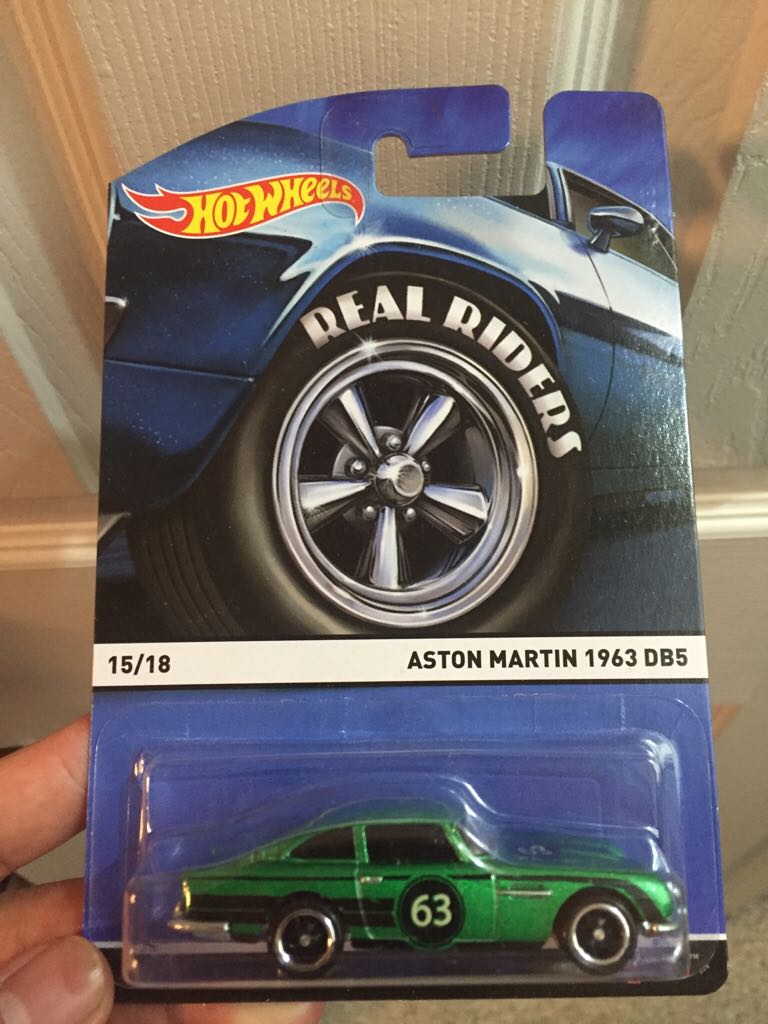 HOT WHEELS
REAL RIDERS
15/18
ASTON MARTIN 1963 DB5
63